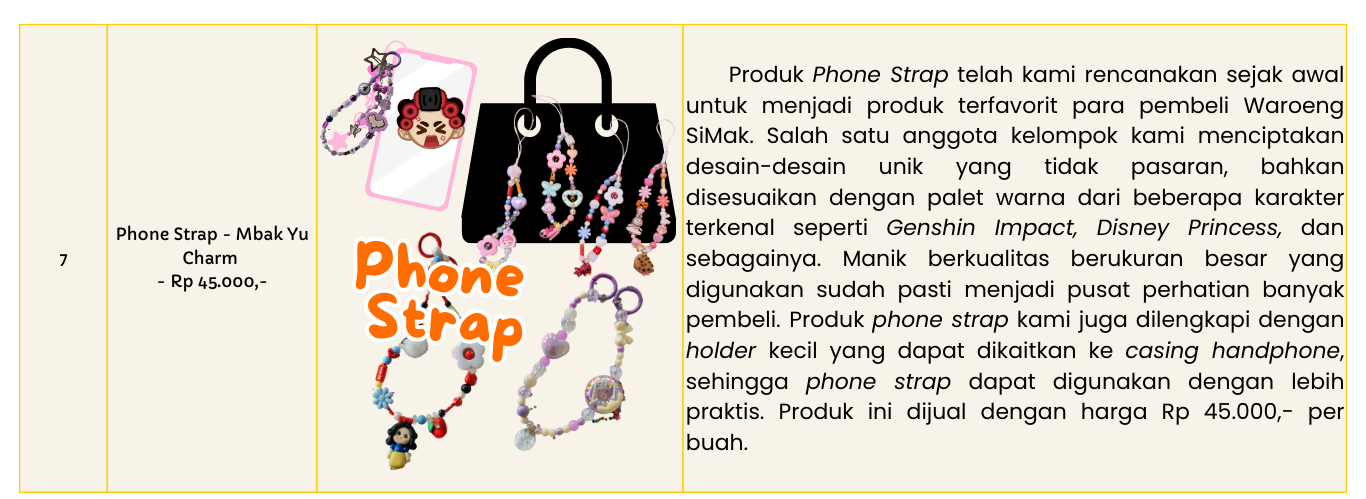 7
Phone Strap - Mbak Yu
Charm
- Rp 45.000,-
Phone
Strap
Produk Phone Strap telah kami rencanakan sejak awal
untuk menjadi produk terfavorit para pembeli Waroeng
SiMak. Salah satu anggota kelompok kami menciptakan
desain-desain unik yang tidak pasaran, bahkan
disesuaikan dengan palet warna dari beberapa karakter
terkenal seperti Genshin Impact, Disney Princess, dan
sebagainya. Manik berkualitas berukuran besar yang
digunakan sudah pasti menjadi pusat perhatian banyak
pembeli. Produk phone strap kami juga dilengkapi dengan
holder kecil yang dapat dikaitkan ke casing handphone,
sehingga phone strap dapat digunakan dengan lebih
praktis. Produk ini dijual dengan harga Rp 45.000,- per
buah.